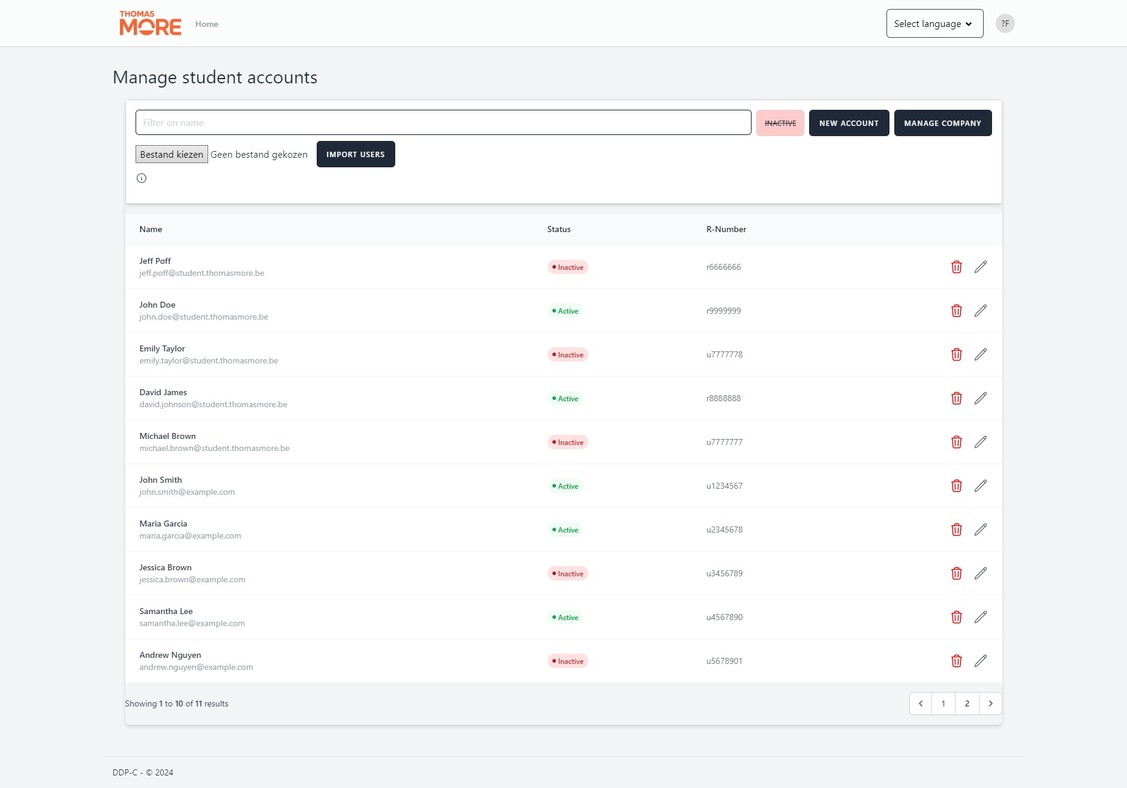 THOMAS
MORE
Home
Select language
?F
Manage student accounts
Filter on name
INACTIVE
NEW ACCOUNT
MANAGE COMPANY
Bestand kiezen Geen bestand gekozen
IMPORT USERS
Name Status R-Number
Jeff Poff
jeff.poff@student.thomasmore.be
Inactive
r6666666
John Doe
john.doe@student.thomasmore.be
Active
r9999999
Emily Taylor
emily.taylor@student.thomasmore.be
Inactive
u7777778
David James
david.johnson@student.thomasmore.be
Active
r8888888
Michael Brown
michael.brown@student.thomasmore.be
Inactive
u7777777
John Smith
john.smith@example.com
Active
u1234567
Maria Garcia
maria.garcia@example.com
Active
u2345678
Jessica Brown
jessica.brown@example.com
Inactive
u3456789
Samantha Lee
samantha.lee@example.com
Active
u4567890
Andrew Nguyen
andrew.nguyen@example.com
Inactive
u5678901
Showing 1 to 10 of 11 results
1 2
DDP-C - © 2024